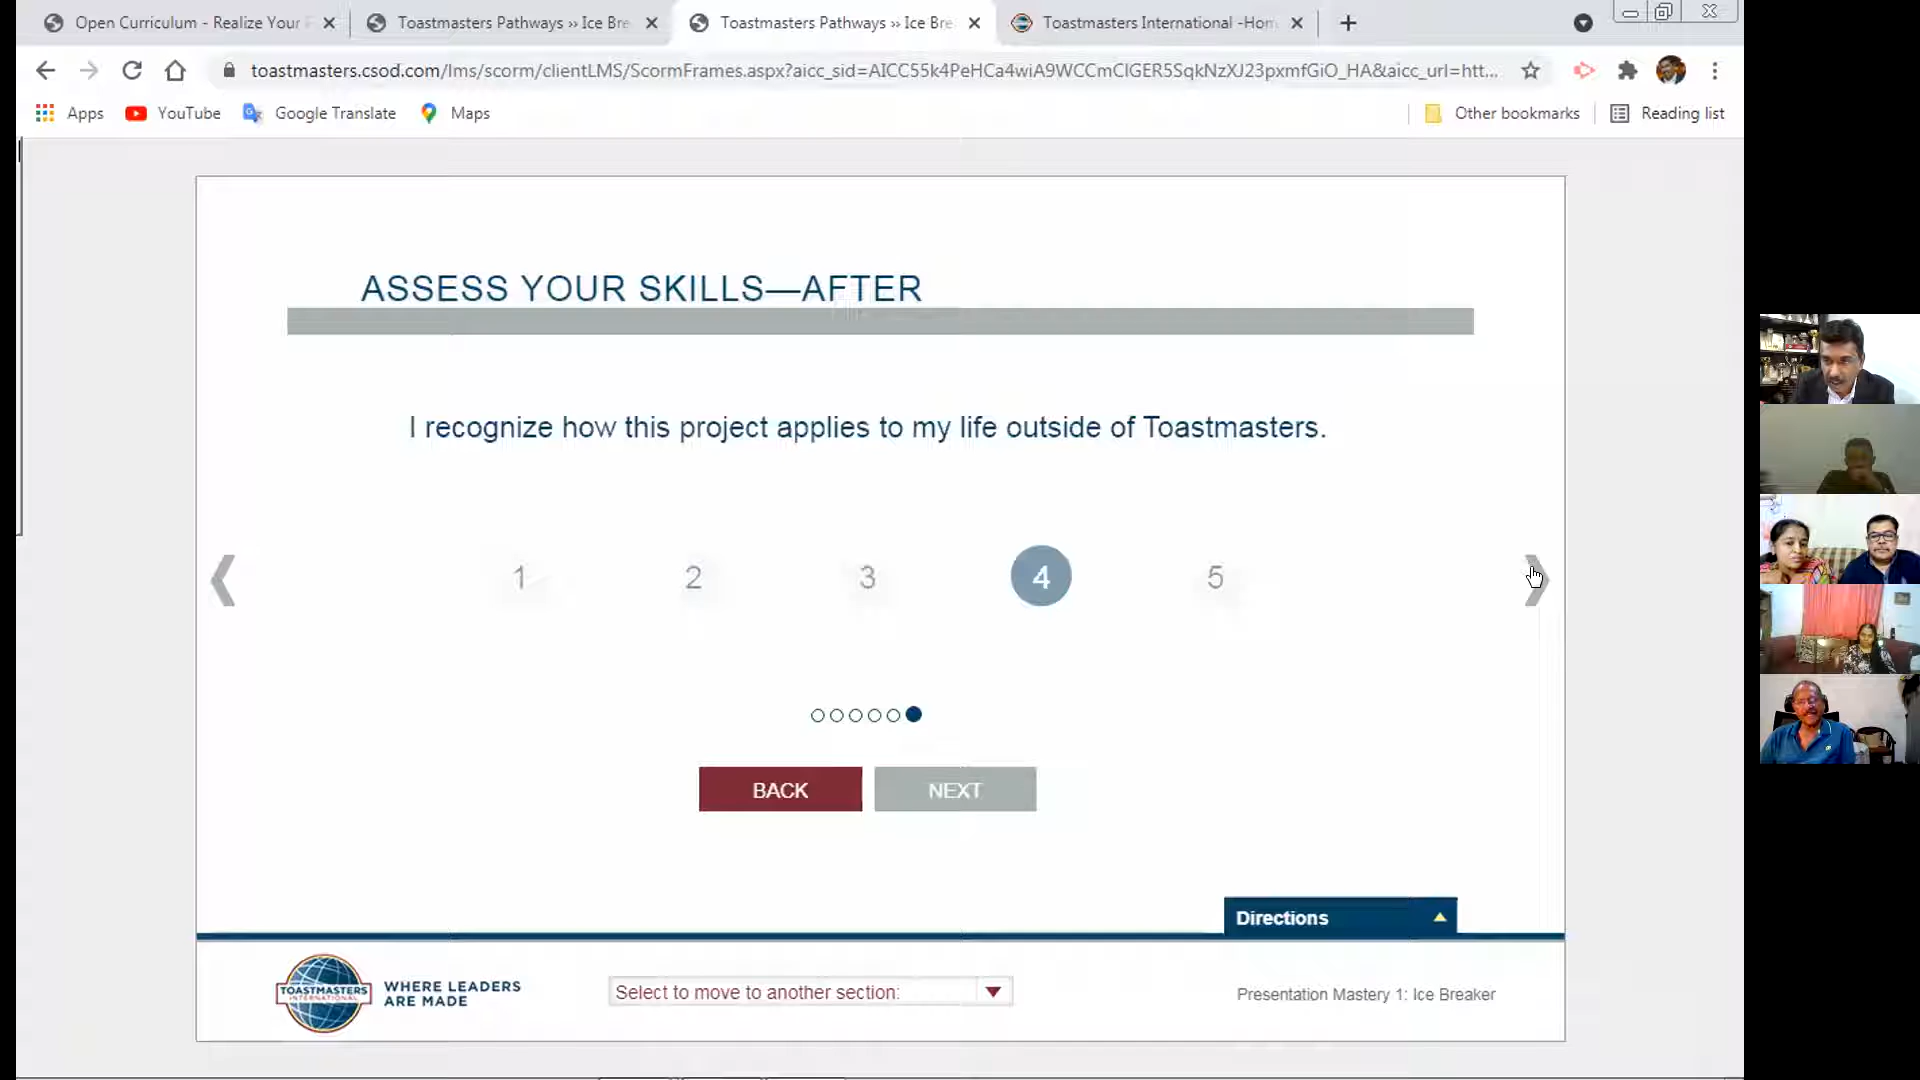 Open Curriculum - Realize Your
Toastmasters Pathways ›› Ice Bre
Toastmasters Pathways ›› Ice Bre
Toastmasters International -Hom
toastmasters.csod.com/lms/scorm/clientLMS/ScormFrames.aspx?aicc_sid=AICC55k4PeHCa4wiA9WCCmClGER5SqkNzXJ23pxmfGiO_HA&aicc_url=htt...
Apps
YouTube
Google Translate
Maps
Other bookmarks
Reading list
ASSESS YOUR SKILLS—AFTER
I recognize how this project applies to my life outside of Toastmasters.
1 2 3 4 5
BACK
NEXT
Directions
TOASTMASTERS
INTERNATIONAL
WHERE LEADERS
ARE MADE
Select to move to another section:
Presentation Mastery 1: Ice Breaker